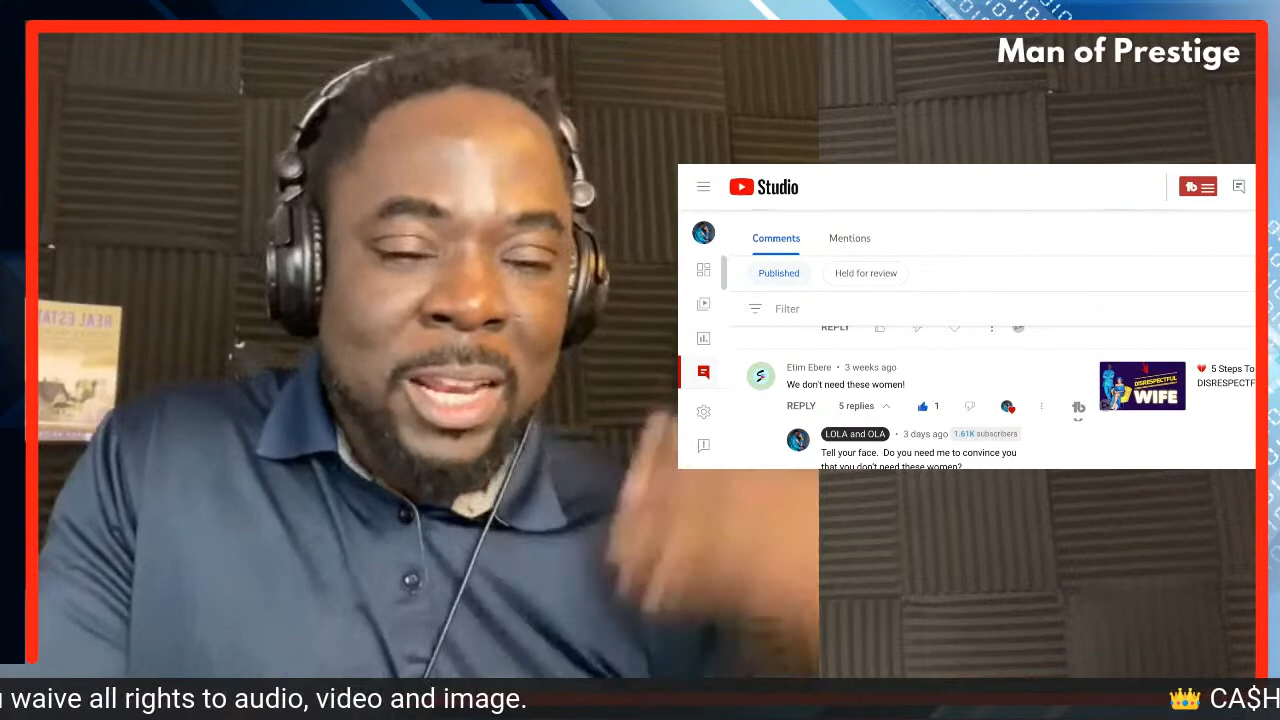 Man of Prestige
Studio
Comments
Mentions
Published
Held for review
Filter
REPLY
Etim Ebere • 3 weeks ago
We don't need these women!
REPLY
5 replies
1
DISRESPECTFUL
WIFE
5 Steps To
DISRESPECTF
LOLA and OLA • 3 days ago 1.61K subscribers
Tell your face. Do you need me to convince you
that you don't need these women?
REAL ESTAT
waive all rights to audio, video and image.
CA$H